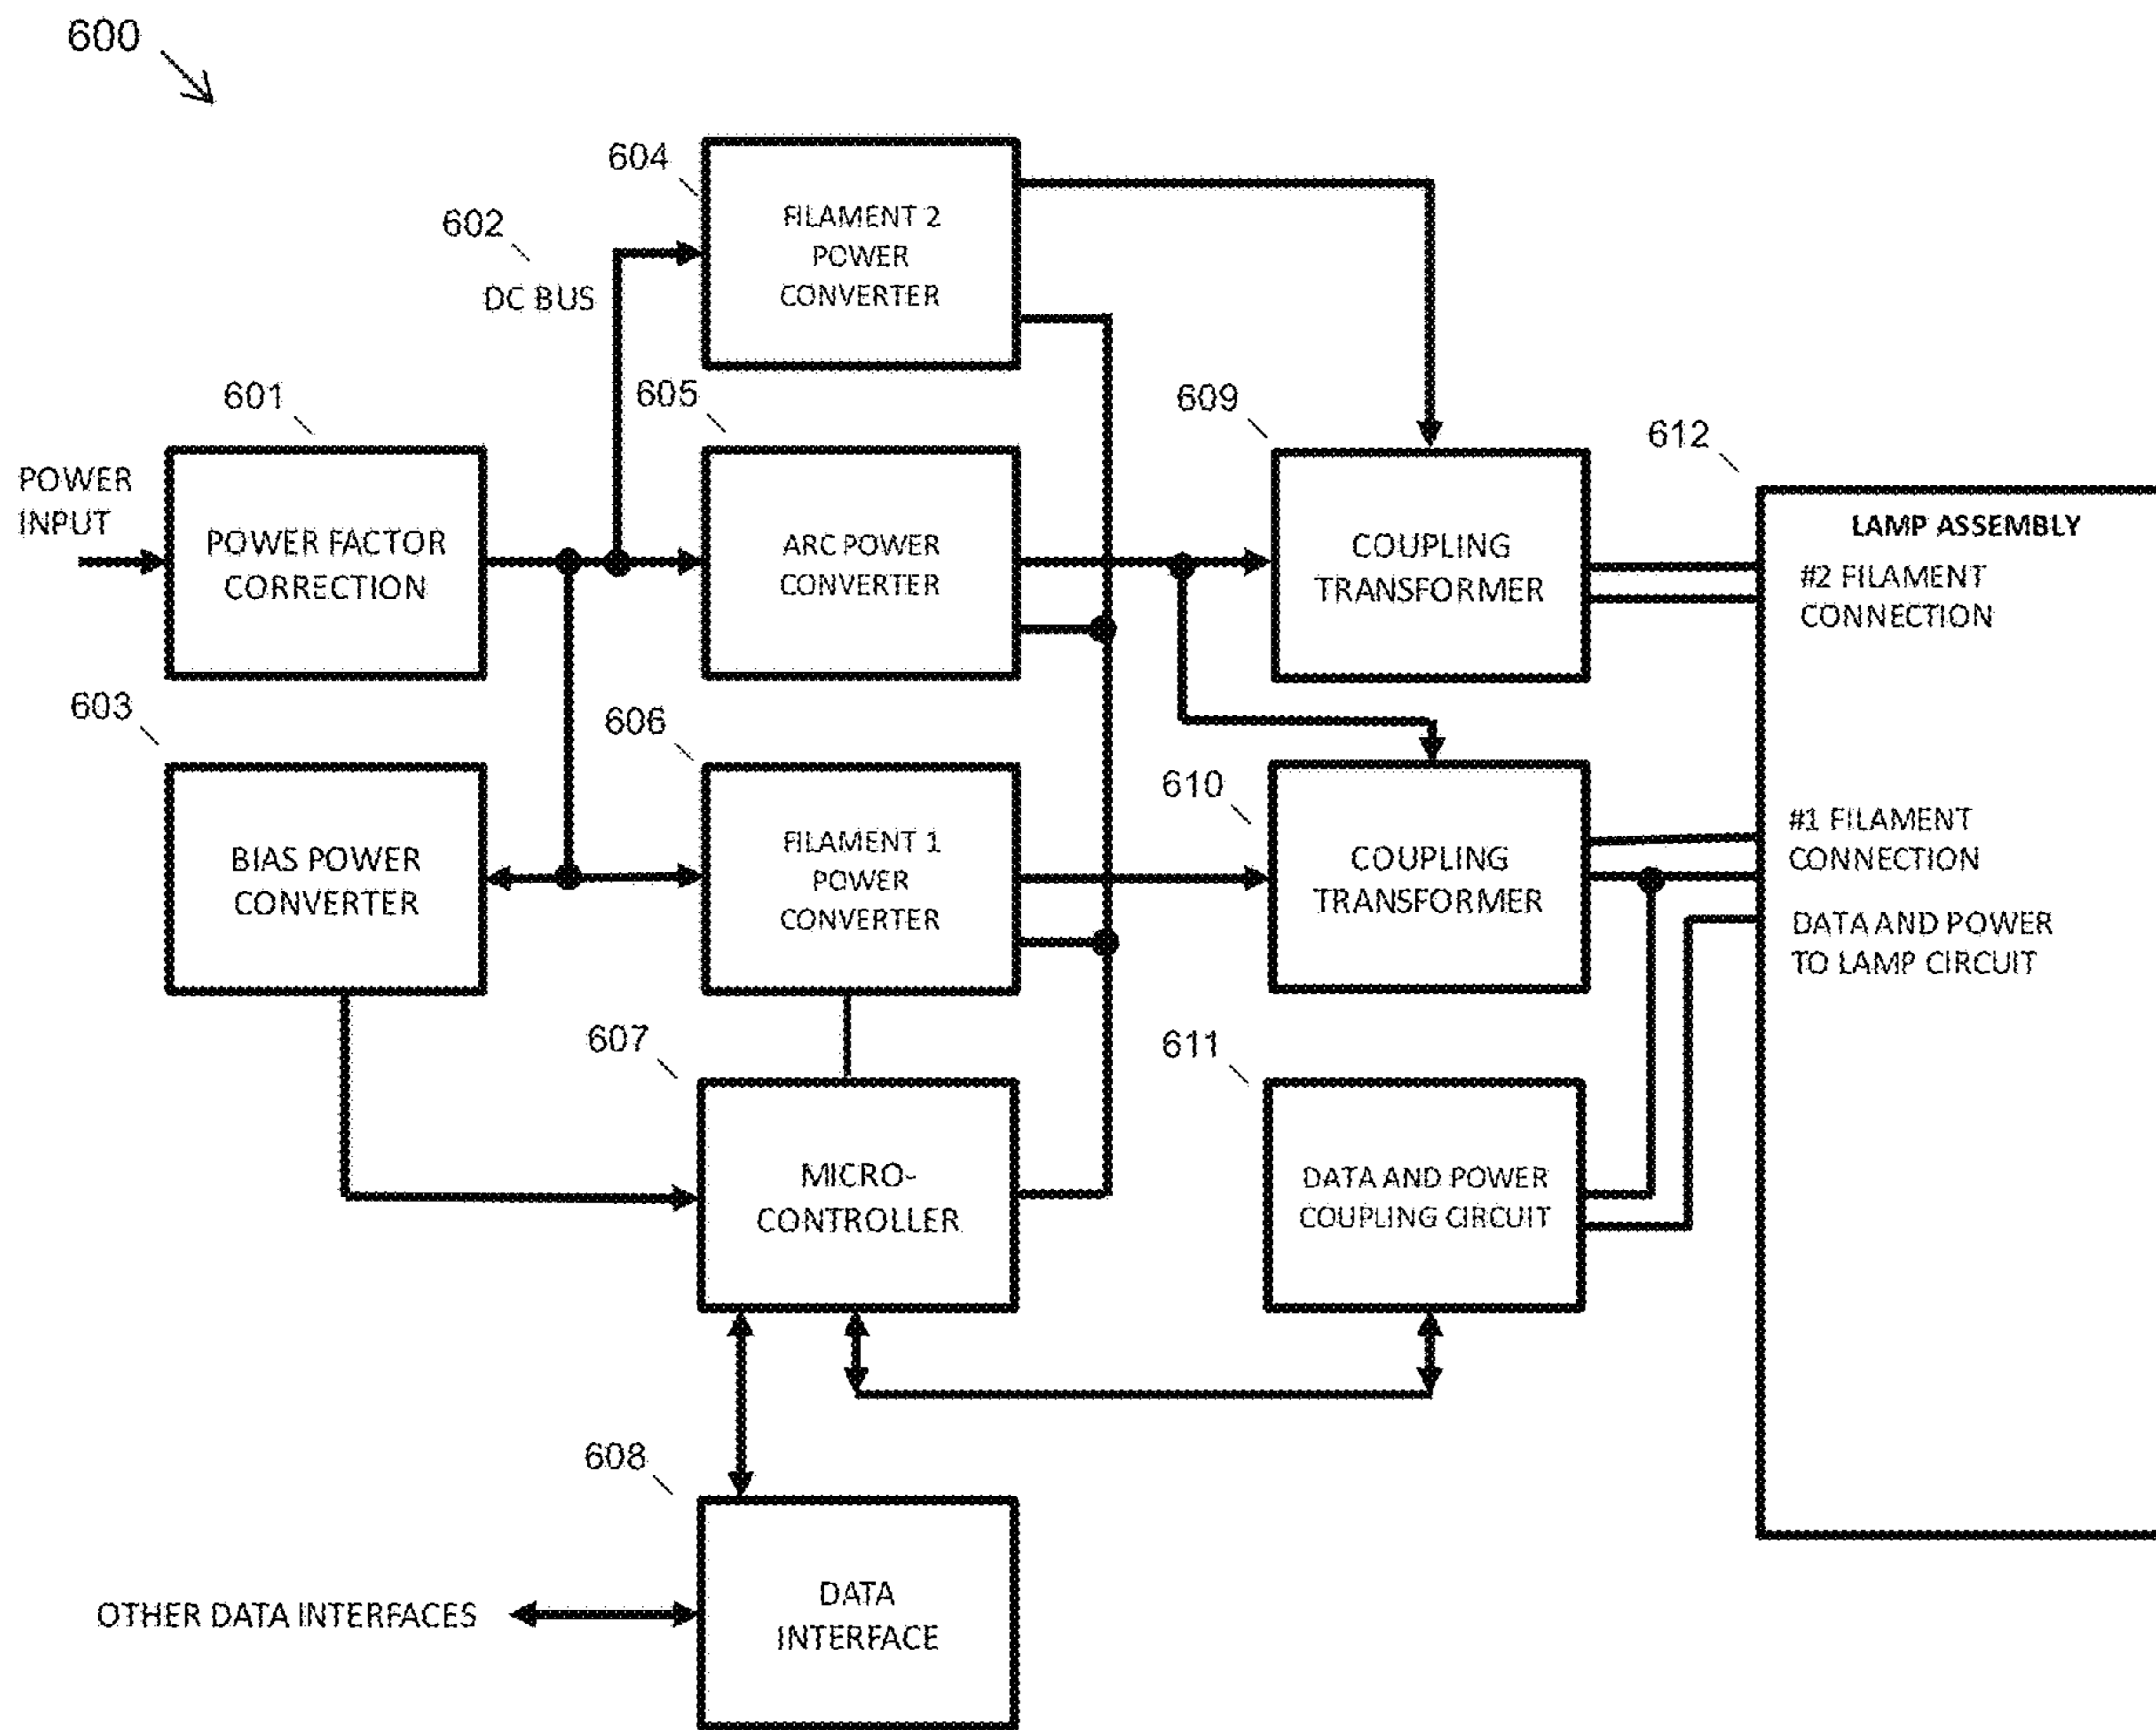 600
604
FILAMENT 2
POWER
CONVERTER
602
DC BUS
601
605
609
612
POWER
INPUT
POWER FACTOR
CORRECTION
ARC POWER
CONVERTER
COUPLING
TRANSFORMER
LAMP ASSEMBLY
#2 FILAMENT
CONNECTION
603
606
610
BIAS POWER
CONVERTER
FILAMENT 1
POWER
CONVERTER
COUPLING
TRANSFORMER
#1 FILAMENT
CONNECTION
DATA AND POWER
TO LAMP CIRCUIT
607
611
MICRO-
CONTROLLER
DATA AND POWER
COUPLING CIRCUIT
608
OTHER DATA INTERFACES
DATA
INTERFACE